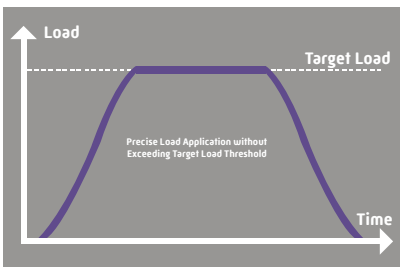 Load
Target Load
Precise Load Application without
Exceeding Target Load Threshold
Time